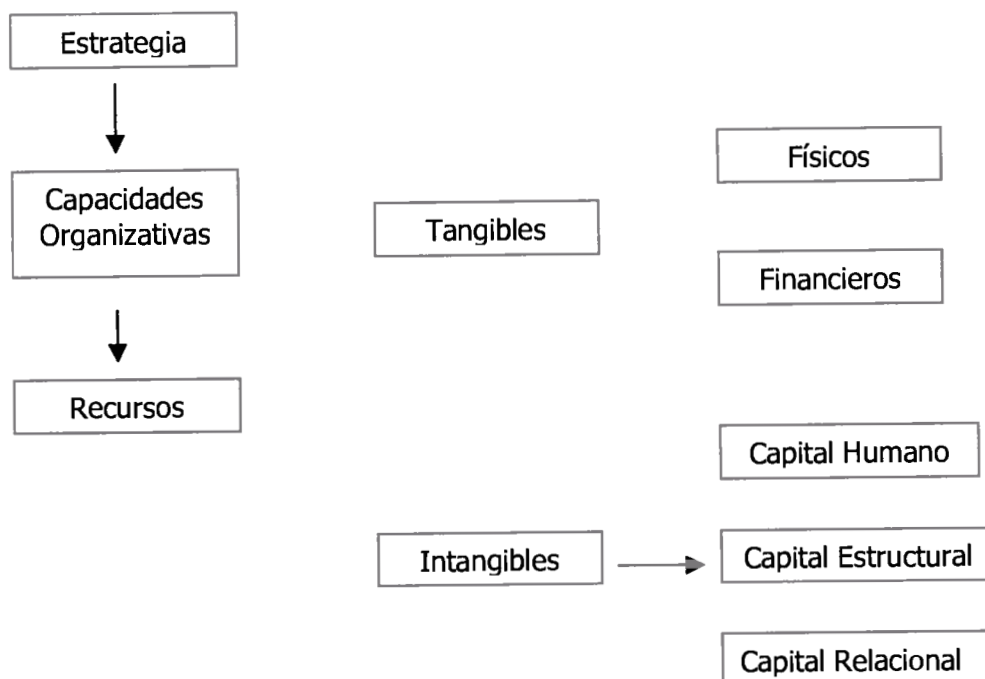 Estrategia
Capacidades
Organizativas
Recursos
Tangibles
Intangibles
Físicos
Financieros
Capital Humano
Capital Estructural
Capital Relacional